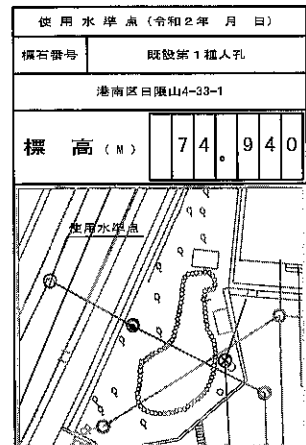 使用水準点(令和2年 月 日)
標石番号 既設第1種人孔
港南区日限山4-33-1
標高(M) 74.940
使用水準点